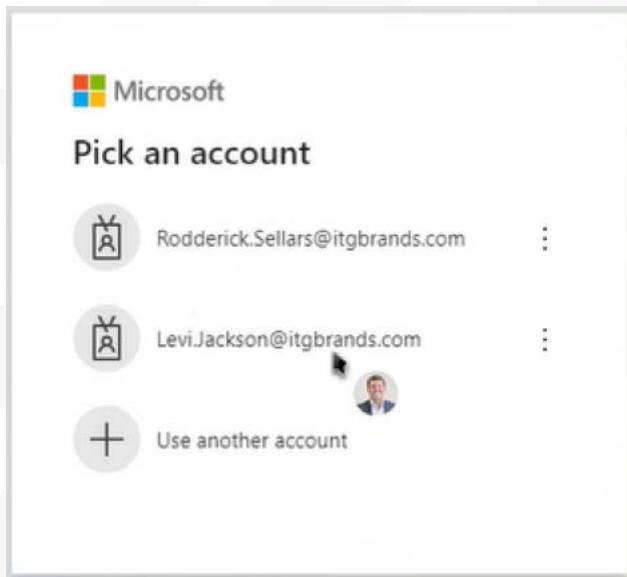 Microsoft
Pick an account
Rodderick.Sellars@itgbrands.com
Levi.Jackson@itgbrands.com
Use another account